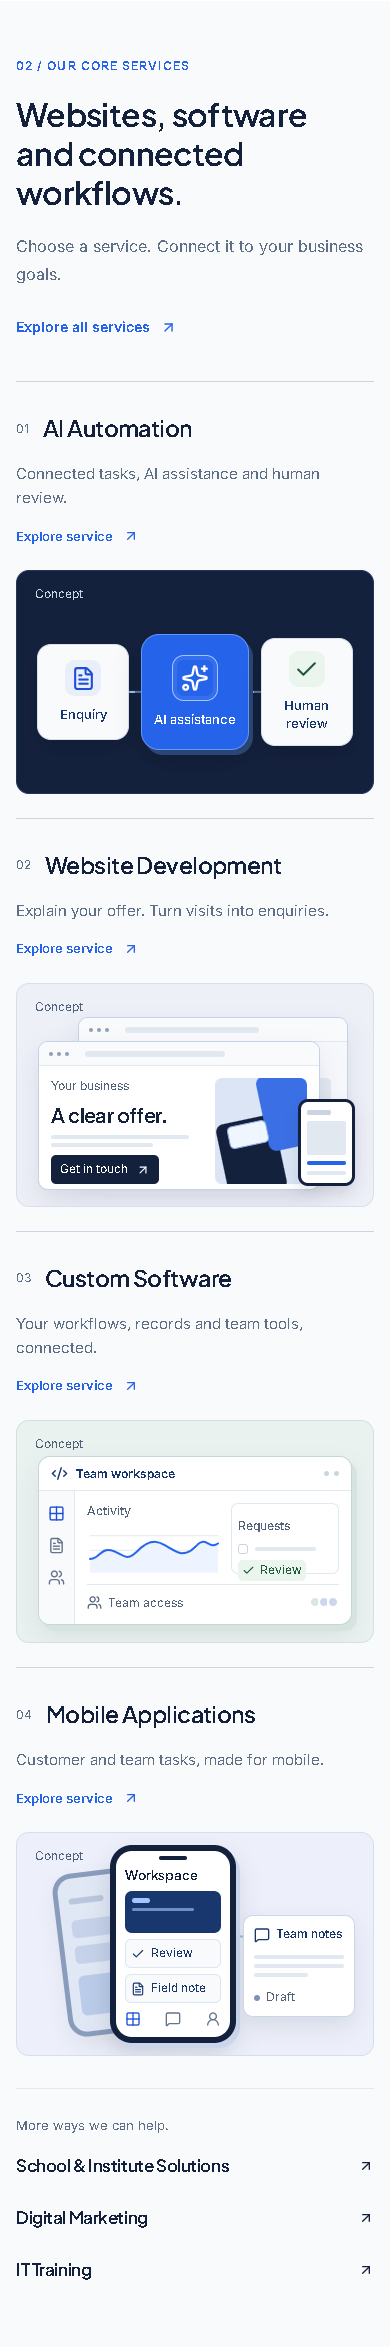 02 / OUR CORE SERVICES
Websites, software
and connected
workflows.
Choose a service. Connect it to your business
goals.
Explore all services
01 AI Automation
Connected tasks, AI assistance and human
review.
Explore service
Concept
Enquiry
AI assistance
Human
review
02 Website Development
Explain your offer. Turn visits into enquiries.
Explore service
Concept
Your business
A clear offer.
Get in touch
03 Custom Software
Your workflows, records and team tools,
connected.
Explore service
Concept
Team workspace
Activity
Requests
Review
Team access
04 Mobile Applications
Customer and team tasks, made for mobile.
Explore service
Concept
Workspace
Review
Field note
Team notes
Draft
More ways we can help.
School & Institute Solutions
Digital Marketing
IT Training